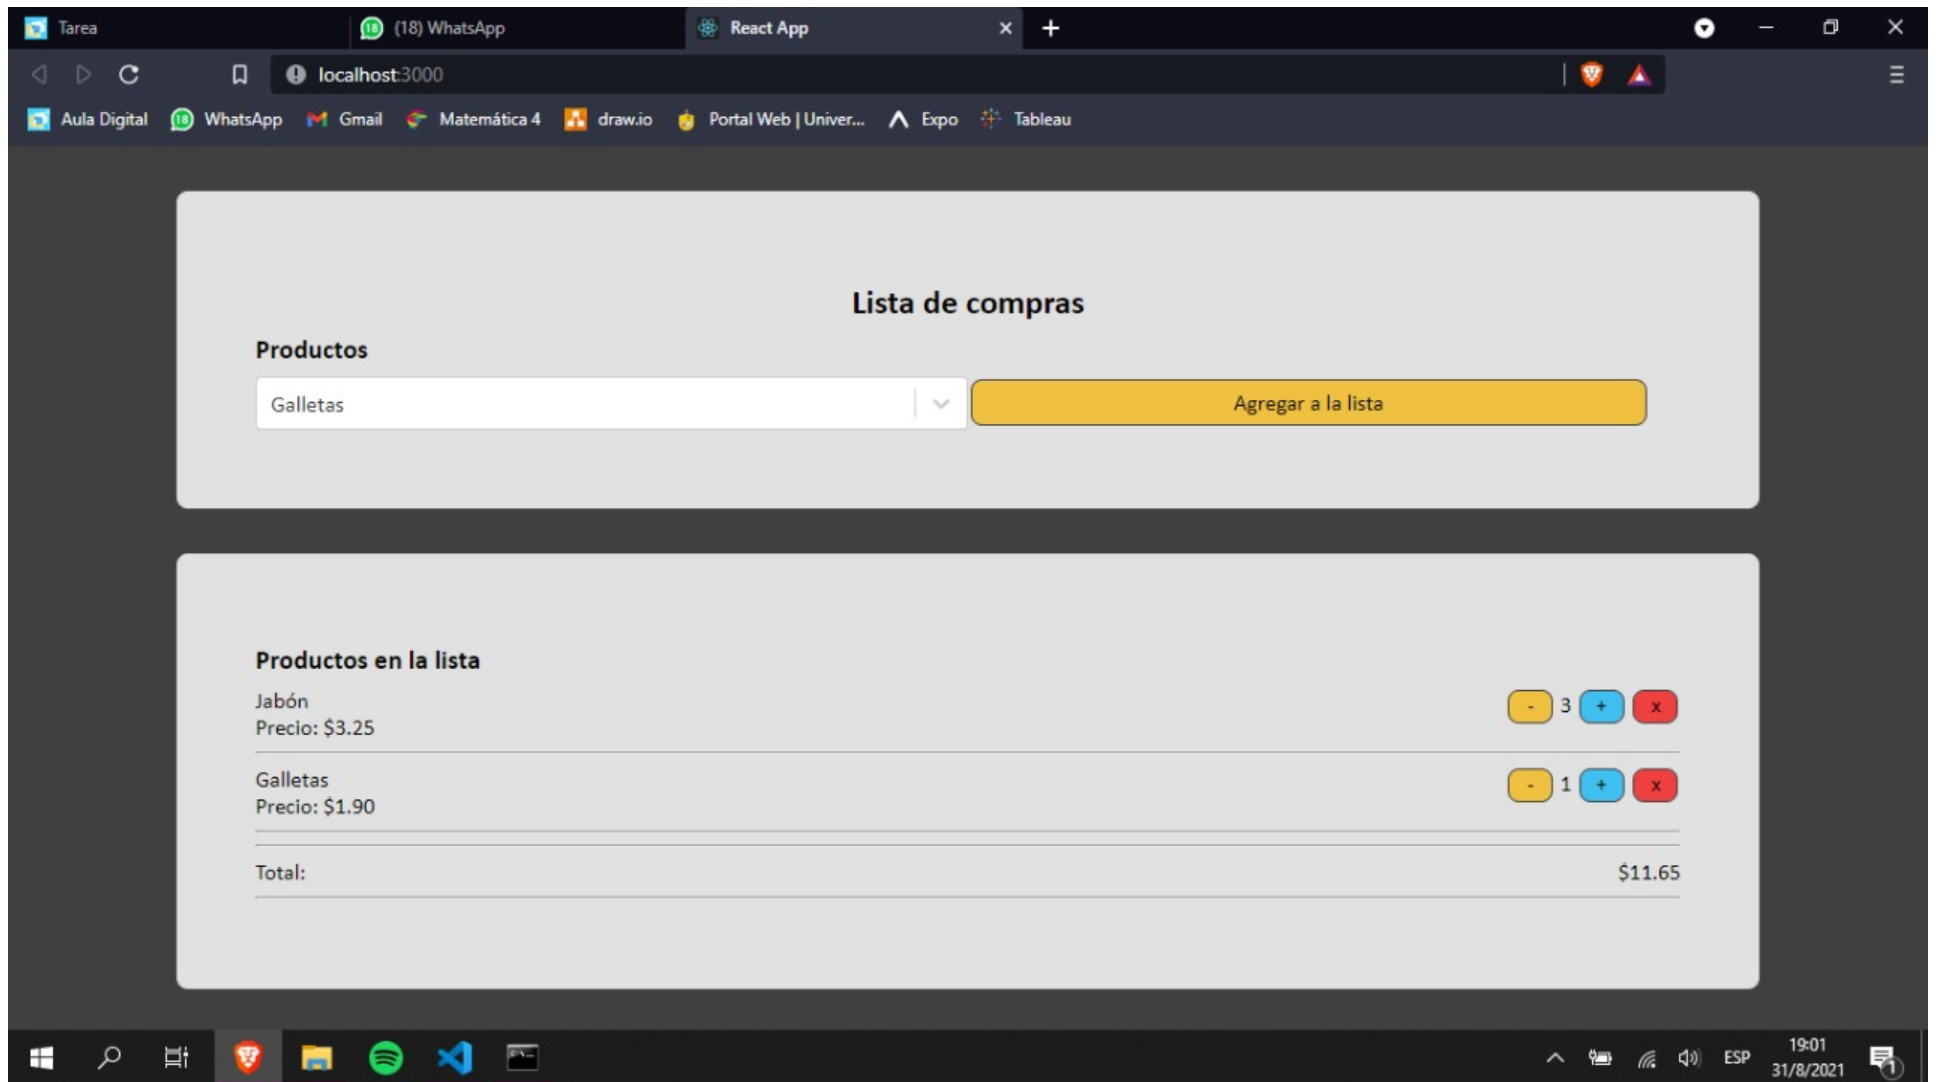 Tarea (18) WhatsApp React App
localhost:3000
Aula Digital WhatsApp Gmail Matemática 4 draw.io Portal Web | Univer... Expo Tableau
Lista de compras
Productos
Galletas Agregar a la lista
Productos en la lista
Jabón - 3 + x
Precio: $3.25
Galletas - 1 + x
Precio: $1.90
Total: $11.65
ESP 19:01
31/8/2021 1